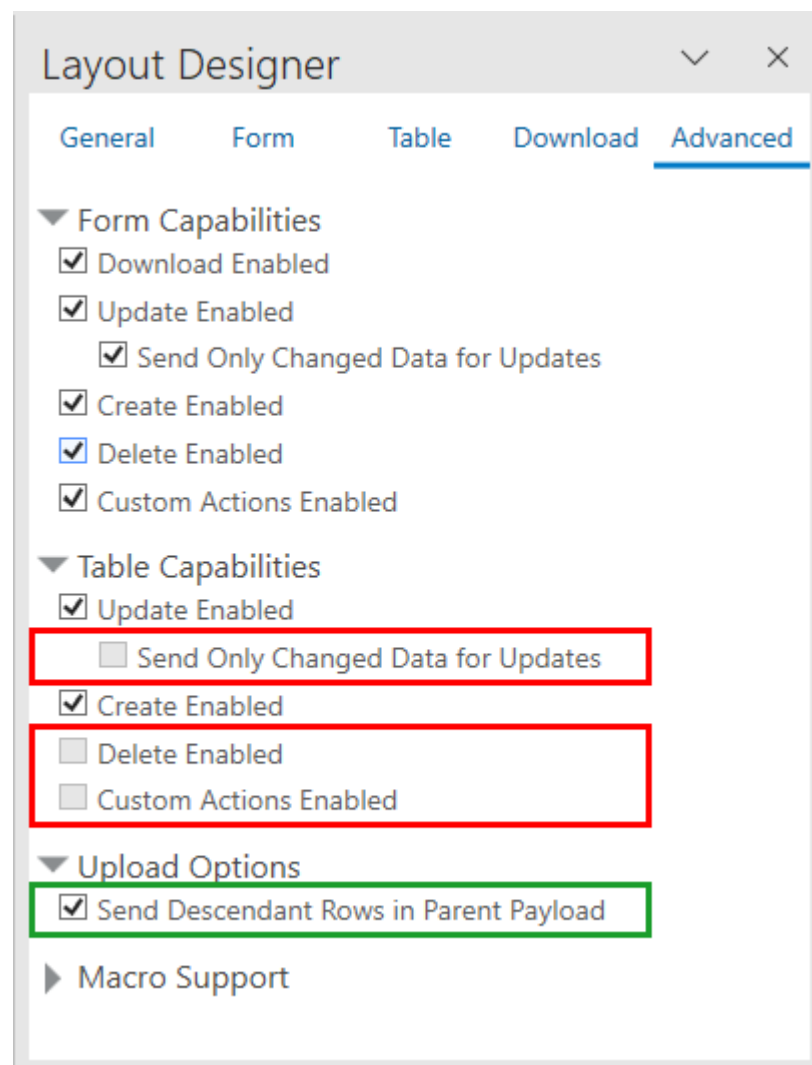 Layout Designer
General Form Table Download Advanced
Form Capabilities
Download Enabled
Update Enabled
Send Only Changed Data for Updates
Create Enabled
Delete Enabled
Custom Actions Enabled
Table Capabilities
Update Enabled
Send Only Changed Data for Updates
Create Enabled
Delete Enabled
Custom Actions Enabled
Upload Options
Send Descendant Rows in Parent Payload
Macro Support